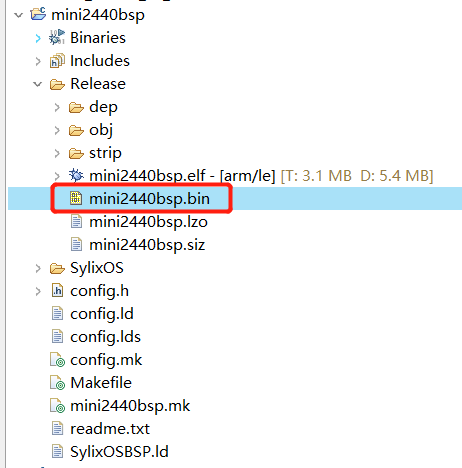 mini2440bsp
Binaries
Includes
Release
dep
obj
strip
mini2440bsp.elf - [arm/le] [T: 3.1 MB D: 5.4 MB]
mini2440bsp.bin
mini2440bsp.lzo
mini2440bsp.siz
SylixOS
config.h
config.ld
config.lds
config.mk
Makefile
mini2440bsp.mk
readme.txt
SylixOSBSP.ld